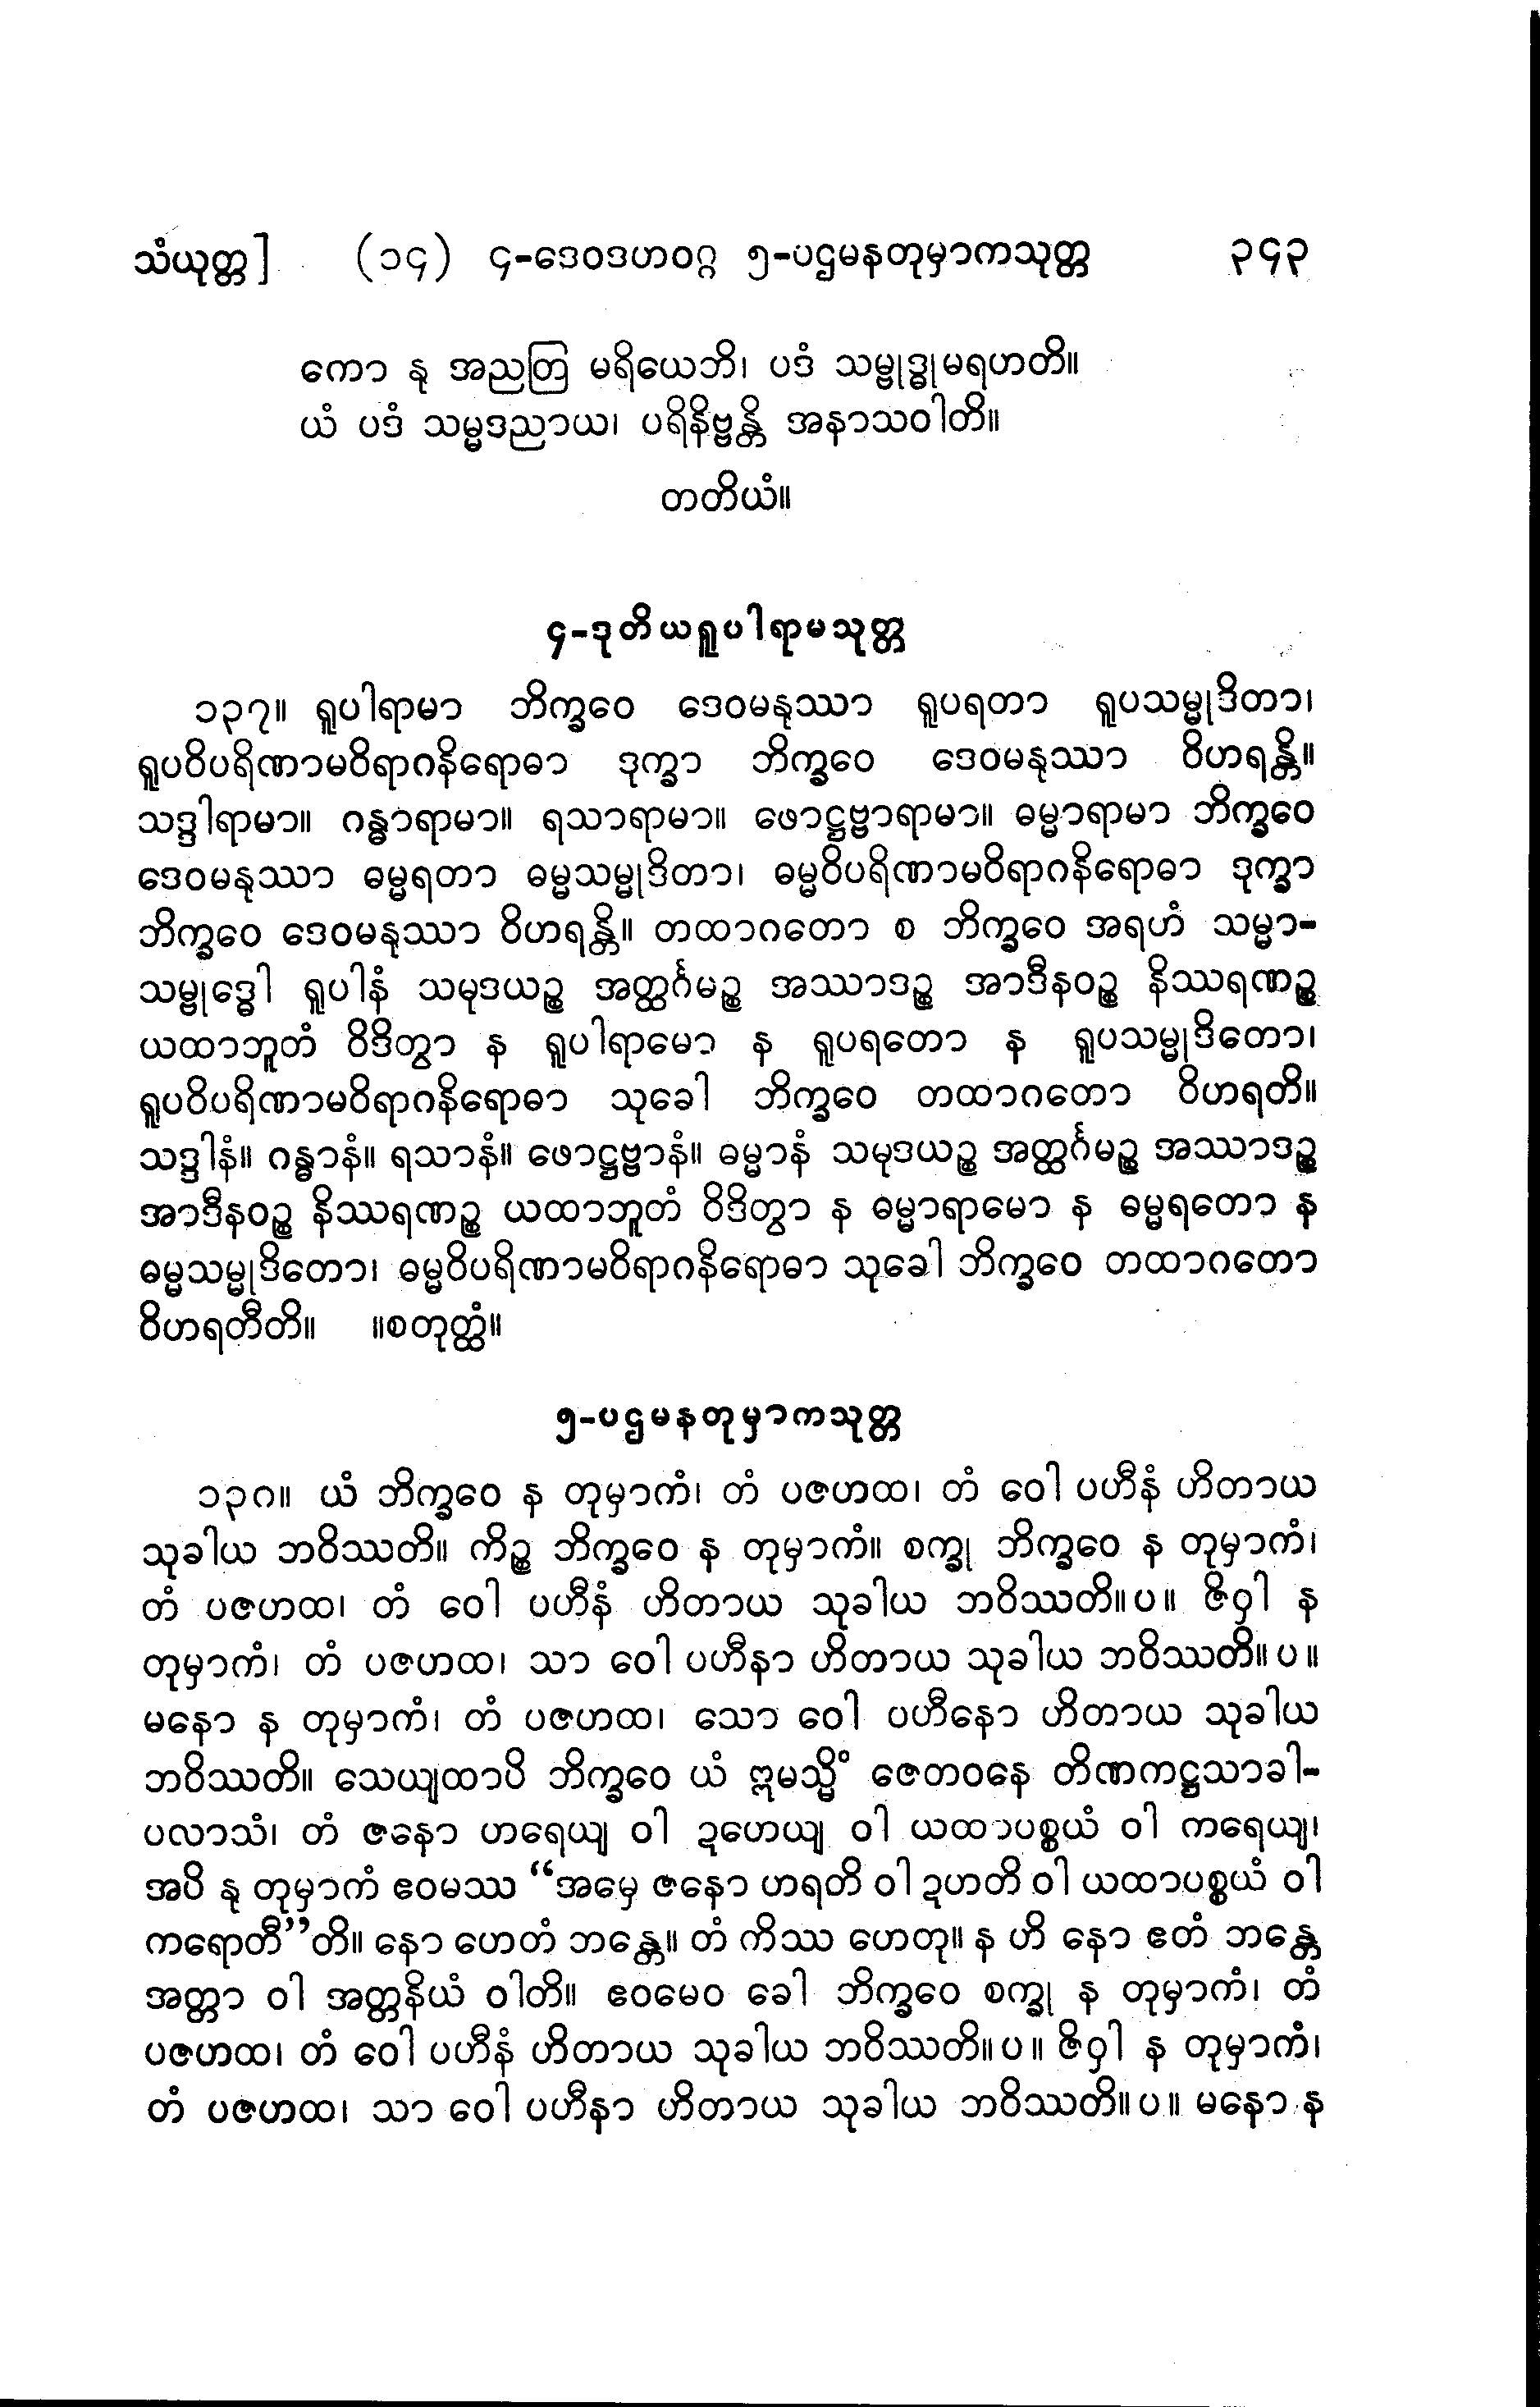 သံယုတ္တ] (၁၄) ၄-ဒေဝဒဟဝဂ္ဂ ၅-ပဌမနတုမှာကသုတ္တ ၃၄၃
ကော နု အညတြ မရိယေဘိ၊ ပဒံ သမ္ဗုဒ္ဓုမရဟတိ။
ယံ ပဒံ သမ္မဒညာယ၊ ပရိနိဗ္ဗန္တိ အနာသဝါတိ။
တတိယံ။
၄-ဒုတိယရူပါရာမသုတ္တ
၁၃၇။ ရူပါရာမာ ဘိက္ခဝေ ဒေဝမနုဿာ ရူပရတာ ရူပသမ္မုဒိတာ၊
ရူပဝိပရိဏာမဝိရာဂနိရောဓာ ဒုက္ခာ ဘိက္ခဝေ ဒေဝမနုဿာ ဝိဟရန္တိ။
သဒ္ဒါရာမာ။ ဂန္ဓာရာမာ။ ရသာရာမာ။ ဖောဋ္ဌဗ္ဗာရာမာ။ ဓမ္မာရာမာ ဘိက္ခဝေ
ဒေဝမနုဿာ ဓမ္မရတာ ဓမ္မသမ္မုဒိတာ၊ ဓမ္မဝိပရိဏာမဝိရာဂနိရောဓာ ဒုက္ခာ
ဘိက္ခဝေ ဒေဝမနုဿာ ဝိဟရန္တိ။ တထာဂတော စ ဘိက္ခဝေ အရဟံ သမ္မာ-
သမ္ဗုဒ္ဓေါ ရူပါနံ သမုဒယဉ္စ အတ္ထင်္ဂမဉ္စ အဿာဒဉ္စ အာဒီနဝဉ္စ နိဿရဏဉ္စ
ယထာဘူတံ ဝိဒိတွာ န ရူပါရာမော န ရူပရတော န ရူပသမ္မုဒိတော၊
ရူပဝိပရိဏာမဝိရာဂနိရောဓာ သုခေါ ဘိက္ခဝေ တထာဂတော ဝိဟရတိ။
သဒ္ဒါနံ။ ဂန္ဓာနံ။ ရသာနံ။ ဖောဋ္ဌဗ္ဗာနံ။ ဓမ္မာနံ သမုဒယဉ္စ အတ္ထင်္ဂမဉ္စ အဿာဒဉ္စ
အာဒီနဝဉ္စ နိဿရဏဉ္စ ယထာဘူတံ ဝိဒိတွာ န ဓမ္မာရာမော န ဓမ္မရတော န
ဓမ္မသမ္မုဒိတော၊ ဓမ္မဝိပရိဏာမဝိရာဂနိရောဓာ သုခေါ ဘိက္ခဝေ တထာဂတော
ဝိဟရတီတိ။ ။စတုတ္ထံ။
၅-ပဌမနတုမှာကသုတ္တ
၁၃၈။ ယံ ဘိက္ခဝေ န တုမှာကံ၊ တံ ပဇဟထ၊ တံ ဝေါ ပဟီနံ ဟိတာယ
သုခါယ ဘဝိဿတိ။ ကိဉ္စ ဘိက္ခဝေ န တုမှာကံ။ စက္ခု ဘိက္ခဝေ န တုမှာကံ၊
တံ ပဇဟထ၊ တံ ဝေါ ပဟီနံ ဟိတာယ သုခါယ ဘဝိဿတိ။ပ။ ဇိဝှါ န
တုမှာကံ၊ တံ ပဇဟထ၊ သာ ဝေါ ပဟီနာ ဟိတာယ သုခါယ ဘဝိဿတိ။ပ။
မနော န တုမှာကံ၊ တံ ပဇဟထ၊ သော ဝေါ ပဟီနော ဟိတာယ သုခါယ
ဘဝိဿတိ။ သေယျထာပိ ဘိက္ခဝေ ယံ ဣမသ္မိံ ဇေတဝနေ တိဏကဋ္ဌသာခါ-
ပလာသံ၊ တံ ဇနော ဟရေယျ ဝါ ဍဟေယျ ဝါ ယထာပစ္စယံ ဝါ ကရေယျ၊
အပိ နု တုမှာကံ ဧဝမဿ “အမှေ ဇနော ဟရတိ ဝါ ဍဟတိ ဝါ ယထာပစ္စယံ ဝါ
ကရောတီ”တိ။ နော ဟေတံ ဘန္တေ။ တံ ကိဿ ဟေတု။ န ဟိ နော ဧတံ ဘန္တေ
အတ္တာ ဝါ အတ္တနိယံ ဝါတိ။ ဧဝမေဝ ခေါ ဘိက္ခဝေ စက္ခု န တုမှာကံ၊ တံ
ပဇဟထ၊ တံ ဝေါ ပဟီနံ ဟိတာယ သုခါယ ဘဝိဿတိ။ပ။ ဇိဝှါ န တုမှာကံ၊
တံ ပဇဟထ၊ သာ ဝေါ ပဟီနာ ဟိတာယ သုခါယ ဘဝိဿတိ။ပ။ မနော န